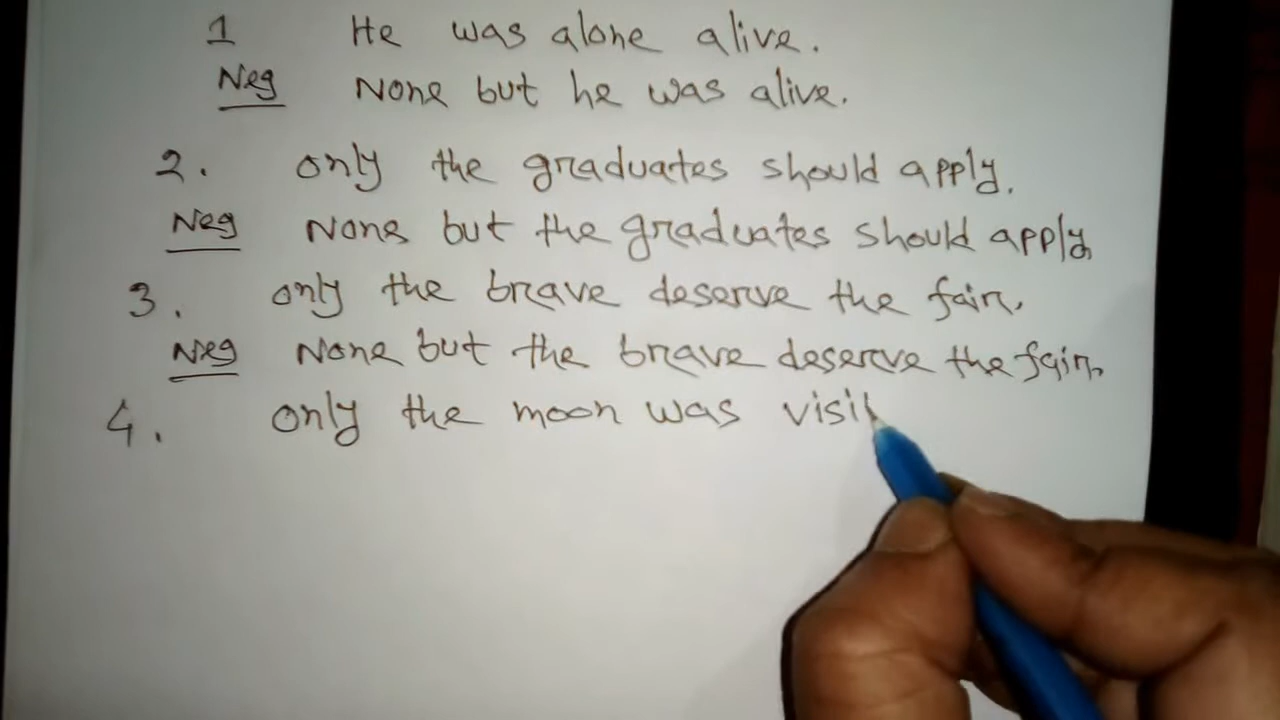 1 He was alone alive.
Neg None but he was alive.
2. only the graduates should apply.
Neg None but the graduates should apply.
3. only the brave deserve the fair.
Neg None but the brave deserve the fair.
4. only the moon was visi